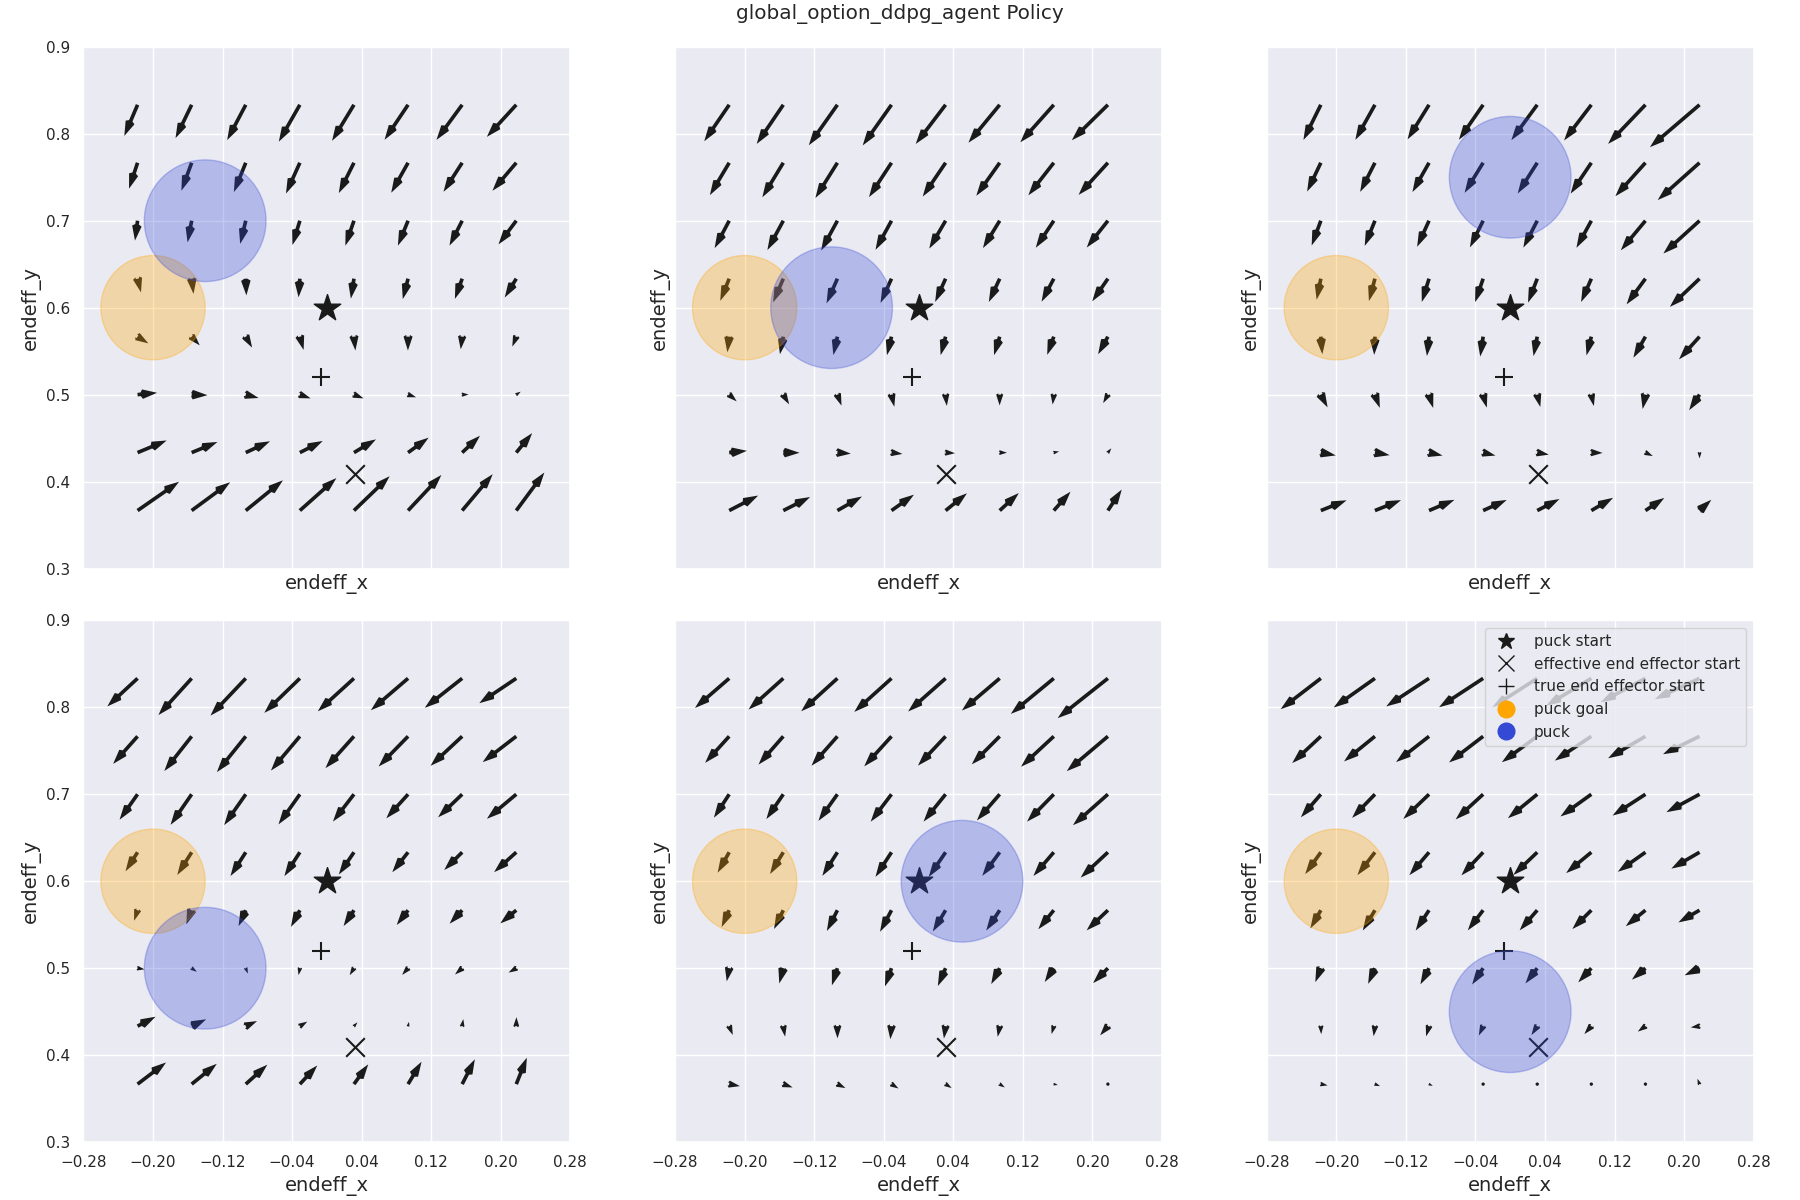 global_option_ddpg_agent Policy
0.9
0.8
0.7
0.6
0.5
0.4
0.3
endeff_y
endeff_x
endeff_y
endeff_x
endeff_y
endeff_x
0.9
0.8
0.7
0.6
0.5
0.4
0.3
endeff_y
−0.28 −0.20 −0.12 −0.04 0.04 0.12 0.20 0.28
endeff_x
endeff_y
−0.28 −0.20 −0.12 −0.04 0.04 0.12 0.20 0.28
endeff_x
endeff_y
puck start
effective end effector start
true end effector start
puck goal
puck
−0.28 −0.20 −0.12 −0.04 0.04 0.12 0.20 0.28
endeff_x